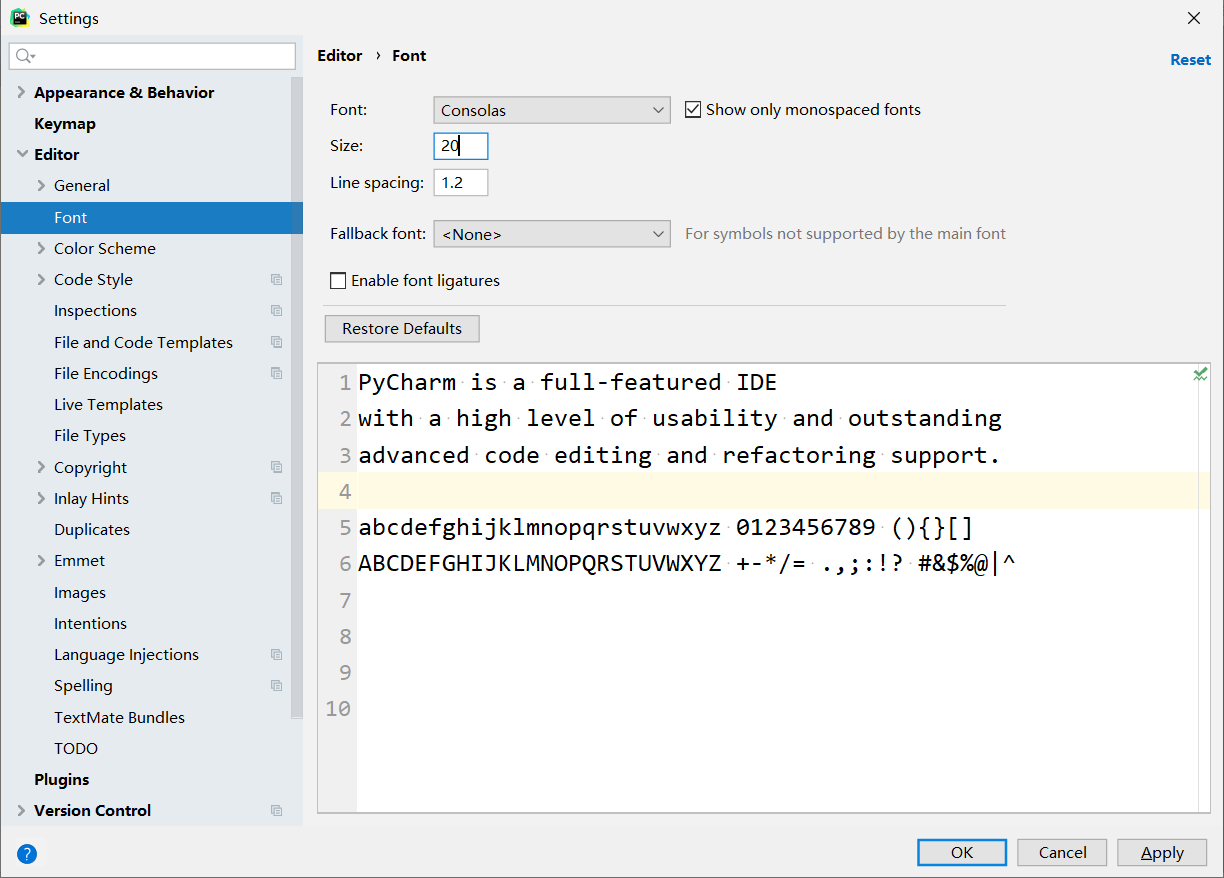 PC Settings
Appearance & Behavior
Keymap
Editor
General
Font
Color Scheme
Code Style
Inspections
File and Code Templates
File Encodings
Live Templates
File Types
Copyright
Inlay Hints
Duplicates
Emmet
Images
Intentions
Language Injections
Spelling
TextMate Bundles
TODO
Plugins
Version Control
?
Editor › Font
Reset
Font: Consolas Show only monospaced fonts
Size: 20
Line spacing: 1.2
Fallback font: <None> For symbols not supported by the main font
Enable font ligatures
Restore Defaults
1 PyCharm is a full-featured IDE
2 with a high level of usability and outstanding
3 advanced code editing and refactoring support.
4
5 abcdefghijklmnopqrstuvwxyz 0123456789 (){}[]
6 ABCDEFGHIJKLMNOPQRSTUVWXYZ +-*/= .,;:!? #&$%@|^
7
8
9
10
OK Cancel Apply